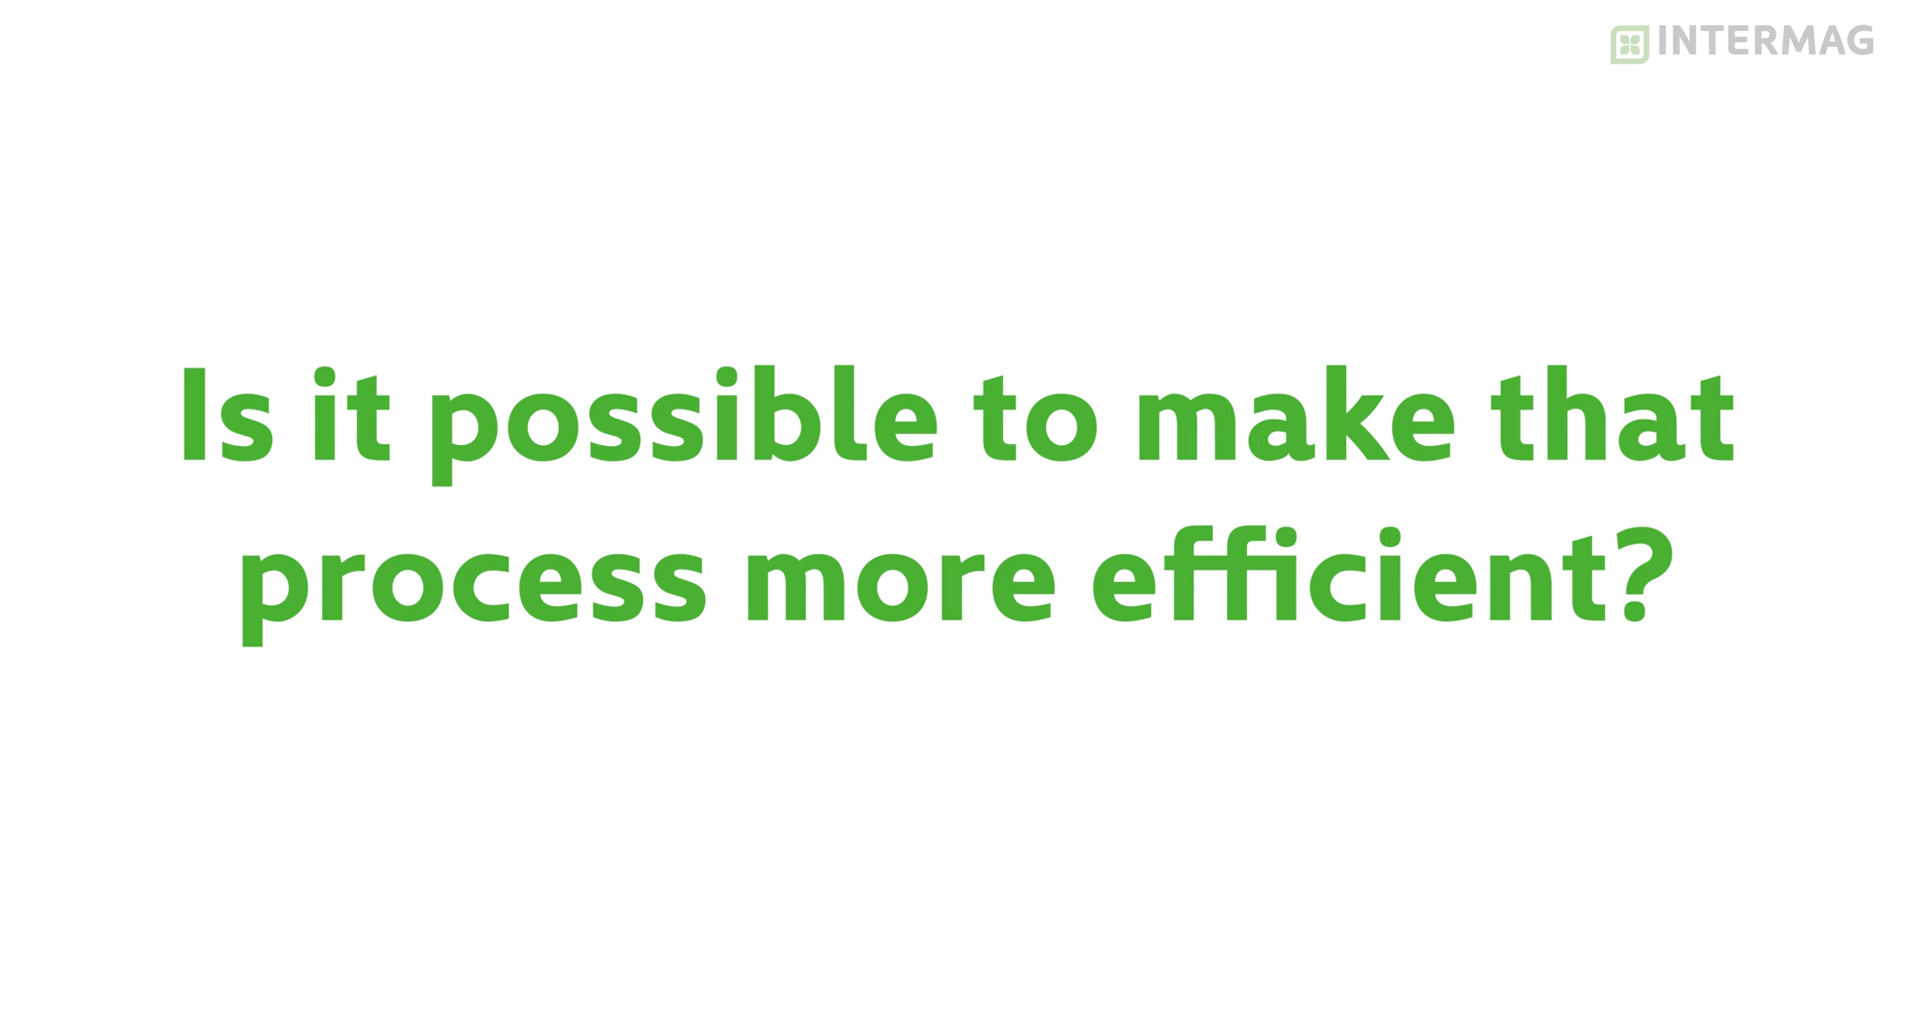 INTERMAG
Is it possible to make that
process more efficient?